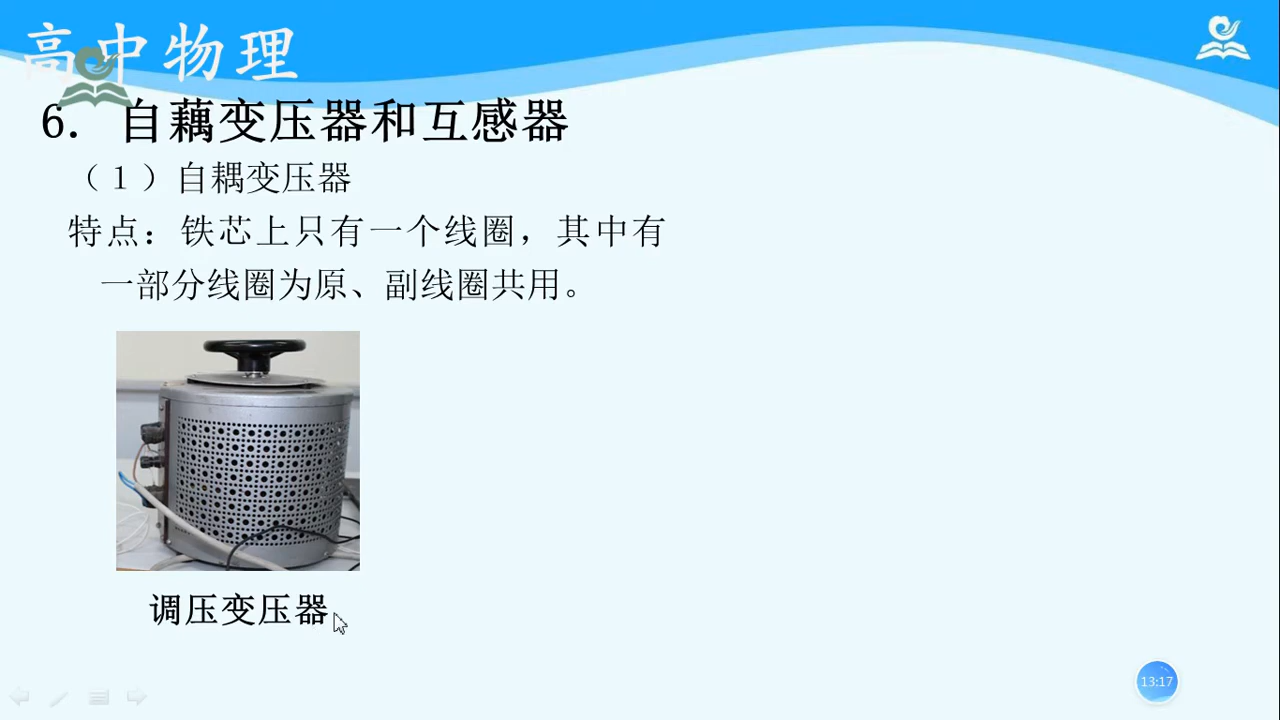 高中物理
6. 自藕变压器和互感器
（１）自耦变压器
特点：铁芯上只有一个线圈，其中有
一部分线圈为原、副线圈共用。
调压变压器
13:17